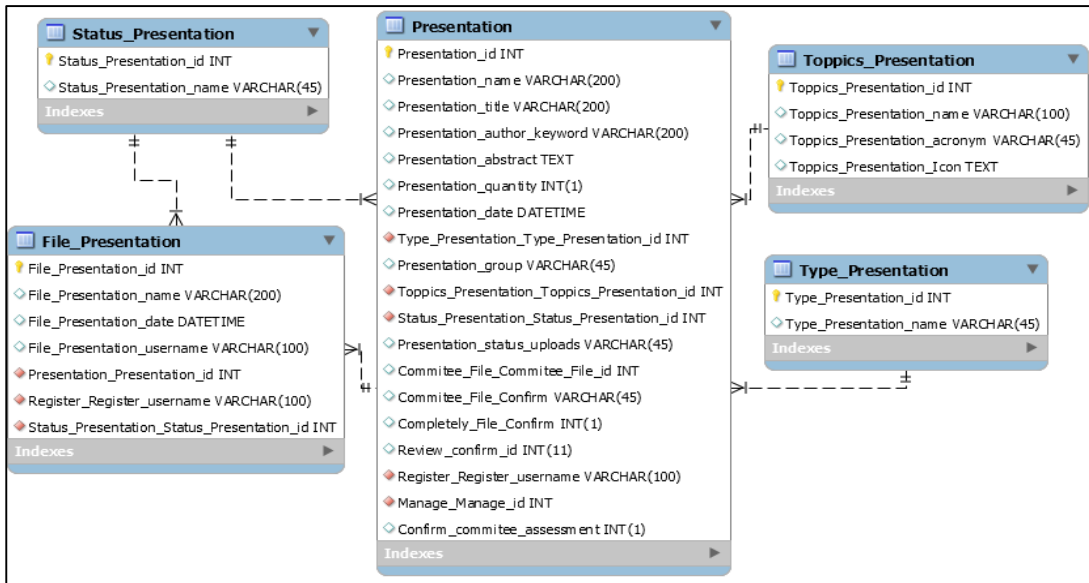 Status_Presentation
Status_Presentation_id INT
Status_Presentation_name VARCHAR(45)
Indexes
File_Presentation
File_Presentation_id INT
File_Presentation_name VARCHAR(200)
File_Presentation_date DATETIME
File_Presentation_username VARCHAR(100)
Presentation_Presentation_id INT
Register_Register_username VARCHAR(100)
Status_Presentation_Status_Presentation_id INT
Indexes
Presentation
Presentation_id INT
Presentation_name VARCHAR(200)
Presentation_title VARCHAR(200)
Presentation_author_keyword VARCHAR(200)
Presentation_abstract TEXT
Presentation_quantity INT(1)
Presentation_date DATETIME
Type_Presentation_Type_Presentation_id INT
Presentation_group VARCHAR(45)
Toppics_Presentation_Toppics_Presentation_id INT
Status_Presentation_Status_Presentation_id INT
Presentation_status_uploads VARCHAR(45)
Commitee_File_Commitee_File_id INT
Commitee_File_Confirm VARCHAR(45)
Completely_File_Confirm INT(1)
Review_confirm_id INT(11)
Register_Register_username VARCHAR(100)
Manage_Manage_id INT
Confirm_commitee_assessment INT(1)
Indexes
Toppics_Presentation
Toppics_Presentation_id INT
Toppics_Presentation_name VARCHAR(100)
Toppics_Presentation_acronym VARCHAR(45)
Toppics_Presentation_Icon TEXT
Indexes
Type_Presentation
Type_Presentation_id INT
Type_Presentation_name VARCHAR(45)
Indexes